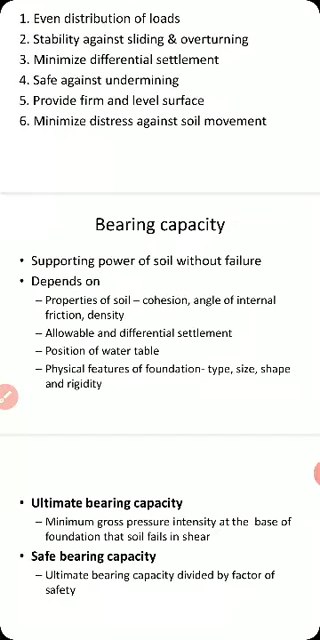 1. Even distribution of loads
2. Stability against sliding & overturning
3. Minimize differential settlement
4. Safe against undermining
5. Provide firm and level surface
6. Minimize distress against soil movement
Bearing capacity
• Supporting power of soil without failure
• Depends on
– Properties of soil – cohesion, angle of internal
friction, density
– Allowable and differential settlement
– Position of water table
– Physical features of foundation- type, size, shape
and rigidity
• Ultimate bearing capacity
– Minimum gross pressure intensity at the base of
foundation that soil fails in shear
• Safe bearing capacity
– Ultimate bearing capacity divided by factor of
safety